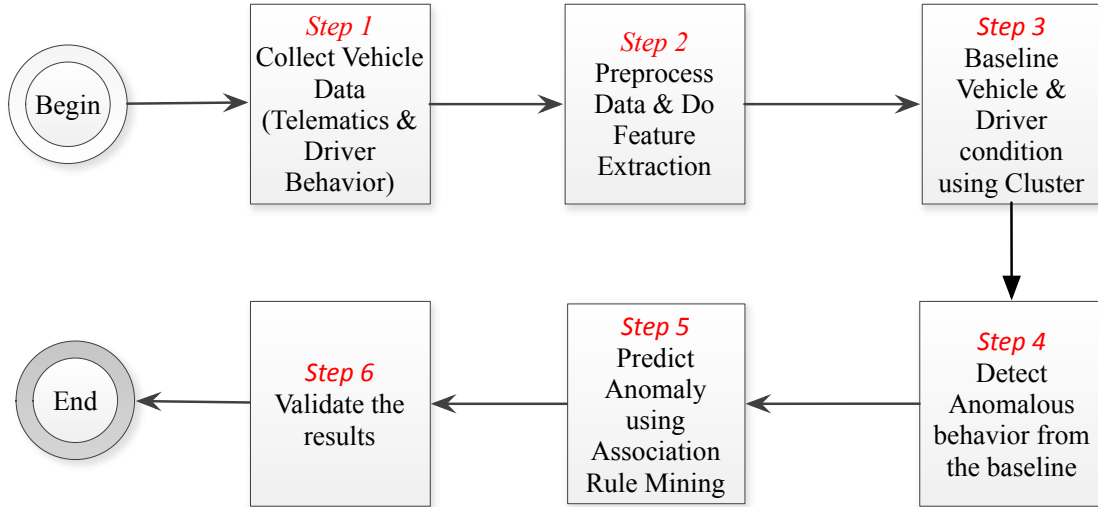 Begin
Step 1
Collect Vehicle
Data
(Telematics &
Driver
Behavior)
Step 2
Preprocess
Data & Do
Feature
Extraction
Step 3
Baseline
Vehicle &
Driver
condition
using Cluster
Step 4
Detect
Anomalous
behavior from
the baseline
Step 5
Predict
Anomaly
using
Association
Rule Mining
Step 6
Validate the
results
End